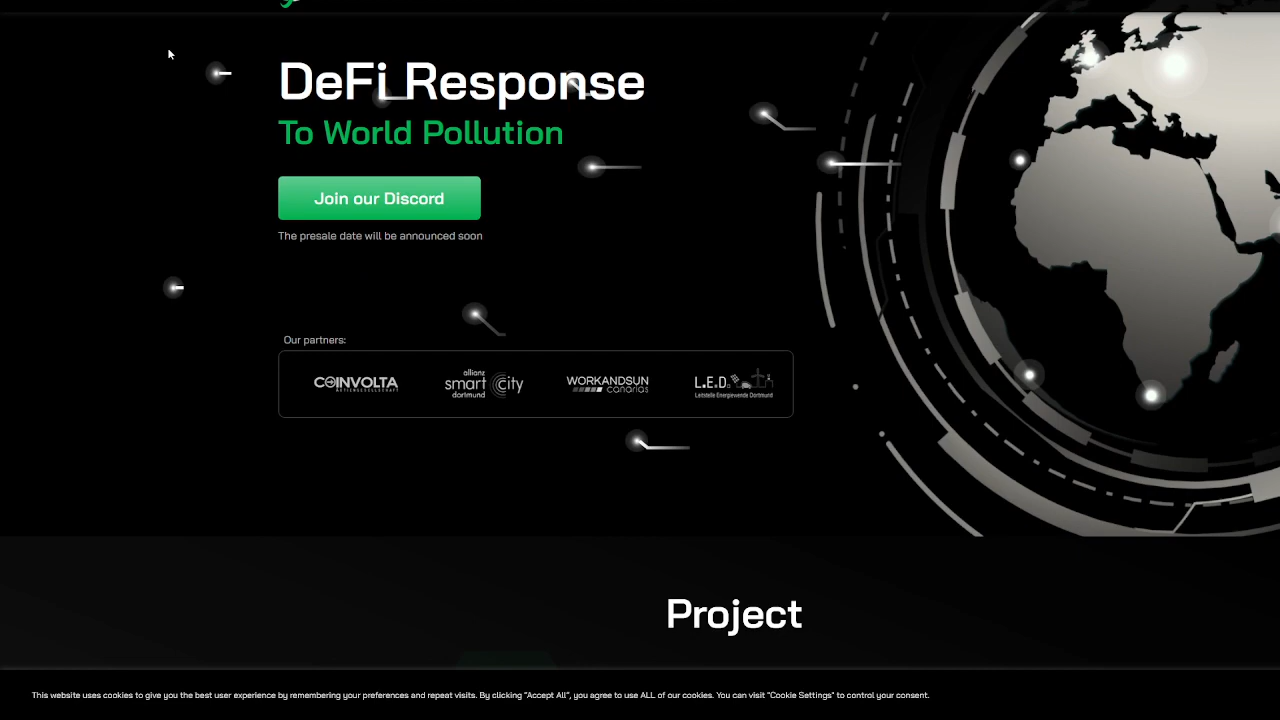 DeFi Response
To World Pollution
Join our Discord
The presale date will be announced soon
Our partners:
COINVOLTA
AKTIENGESELLSCHAFT
allianz
smart city
dortmund
WORKANDSUN
canarias
L.E.D.
Leitstelle Energiewende Dortmund
Project
This website uses cookies to give you the best user experience by remembering your preferences and repeat visits. By clicking "Accept All", you agree to use ALL of our cookies. You can visit "Cookie Settings" to control your consent.